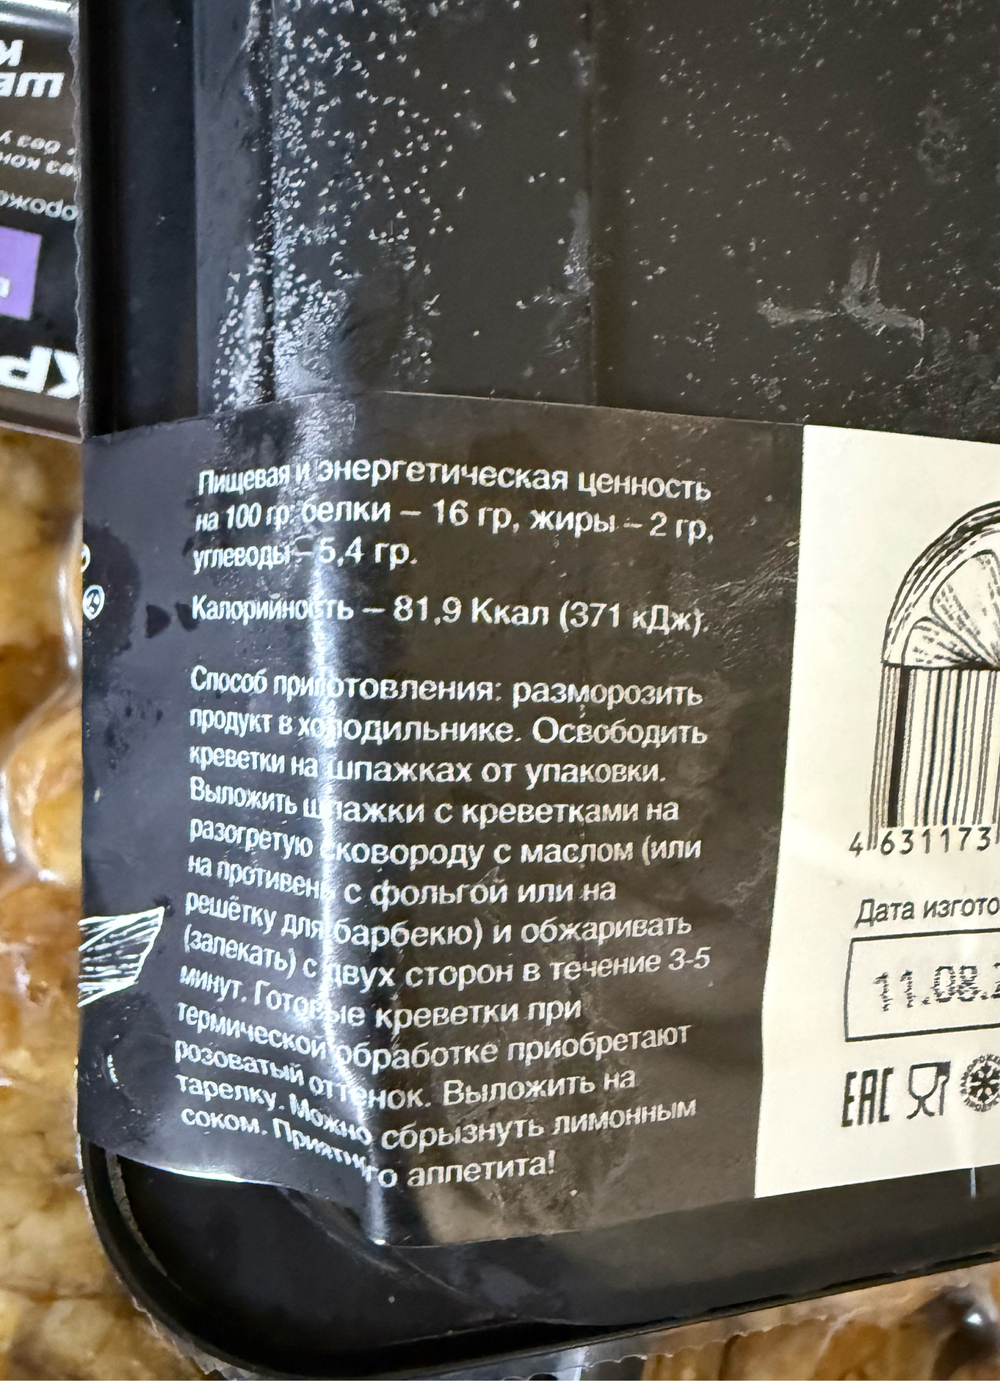 Пищевая и энергетическая ценность
на 100 гр: белки – 16 гр, жиры – 2 гр,
углеводы – 5,4 гр.
Калорийность – 81,9 Ккал (371 кДж).
Способ приготовления: разморозить
продукт в холодильнике. Освободить
креветки на шпажках от упаковки.
Выложить шпажки с креветками на
разогретую сковороду с маслом (или
на противень с фольгой или на
решётку для барбекю) и обжаривать
(запекать) с двух сторон в течение 3-5
минут. Готовые креветки при
термической обработке приобретают
розоватый оттенок. Выложить на
тарелку. Можно сбрызнуть лимонным
соком. Приятного аппетита!
4 631173
Дата изгото
11.08.
EAC